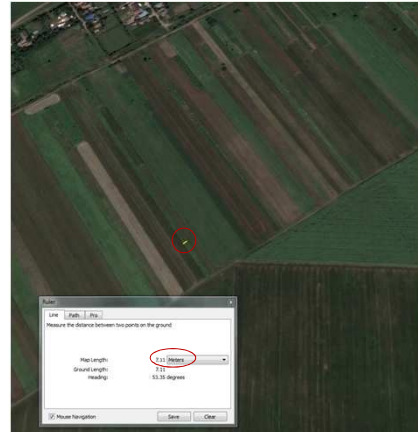 Ruler
Line Path Pro
Measure the distance between two points on the ground
Map Length: 7.11 Meters
Ground Length: 7.11
Heading: 53.35 degrees
Mouse Navigation Save Clear